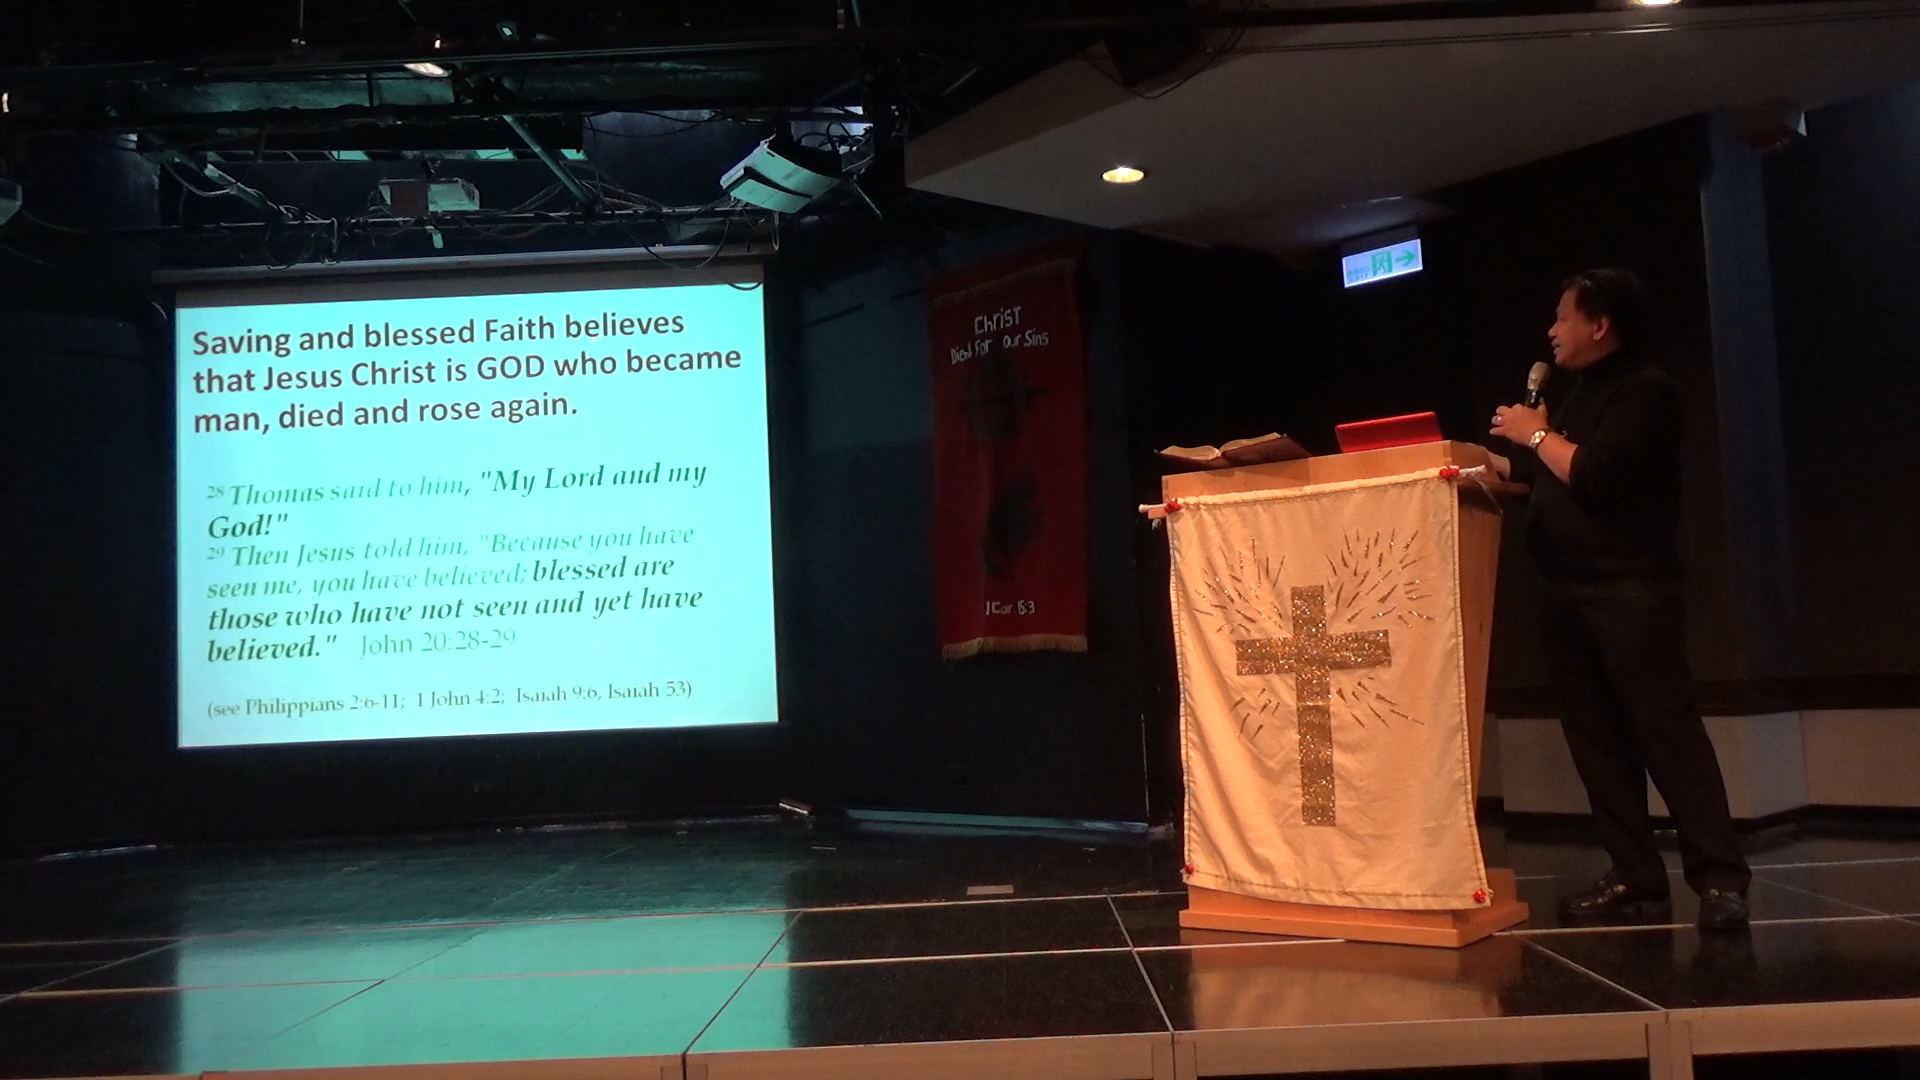 Saving and blessed Faith believes
that Jesus Christ is GOD who became
man, died and rose again.
28 Thomas said to him, "My Lord and my
God!"
29 Then Jesus told him, "Because you have
seen me, you have believed; blessed are
those who have not seen and yet have
believed." John 20:28-29
(see Philippians 2:6-11; 1 John 4:2; Isaiah 9:6, Isaiah 53)
Christ
Died For our Sins
1 Cor. 15:3